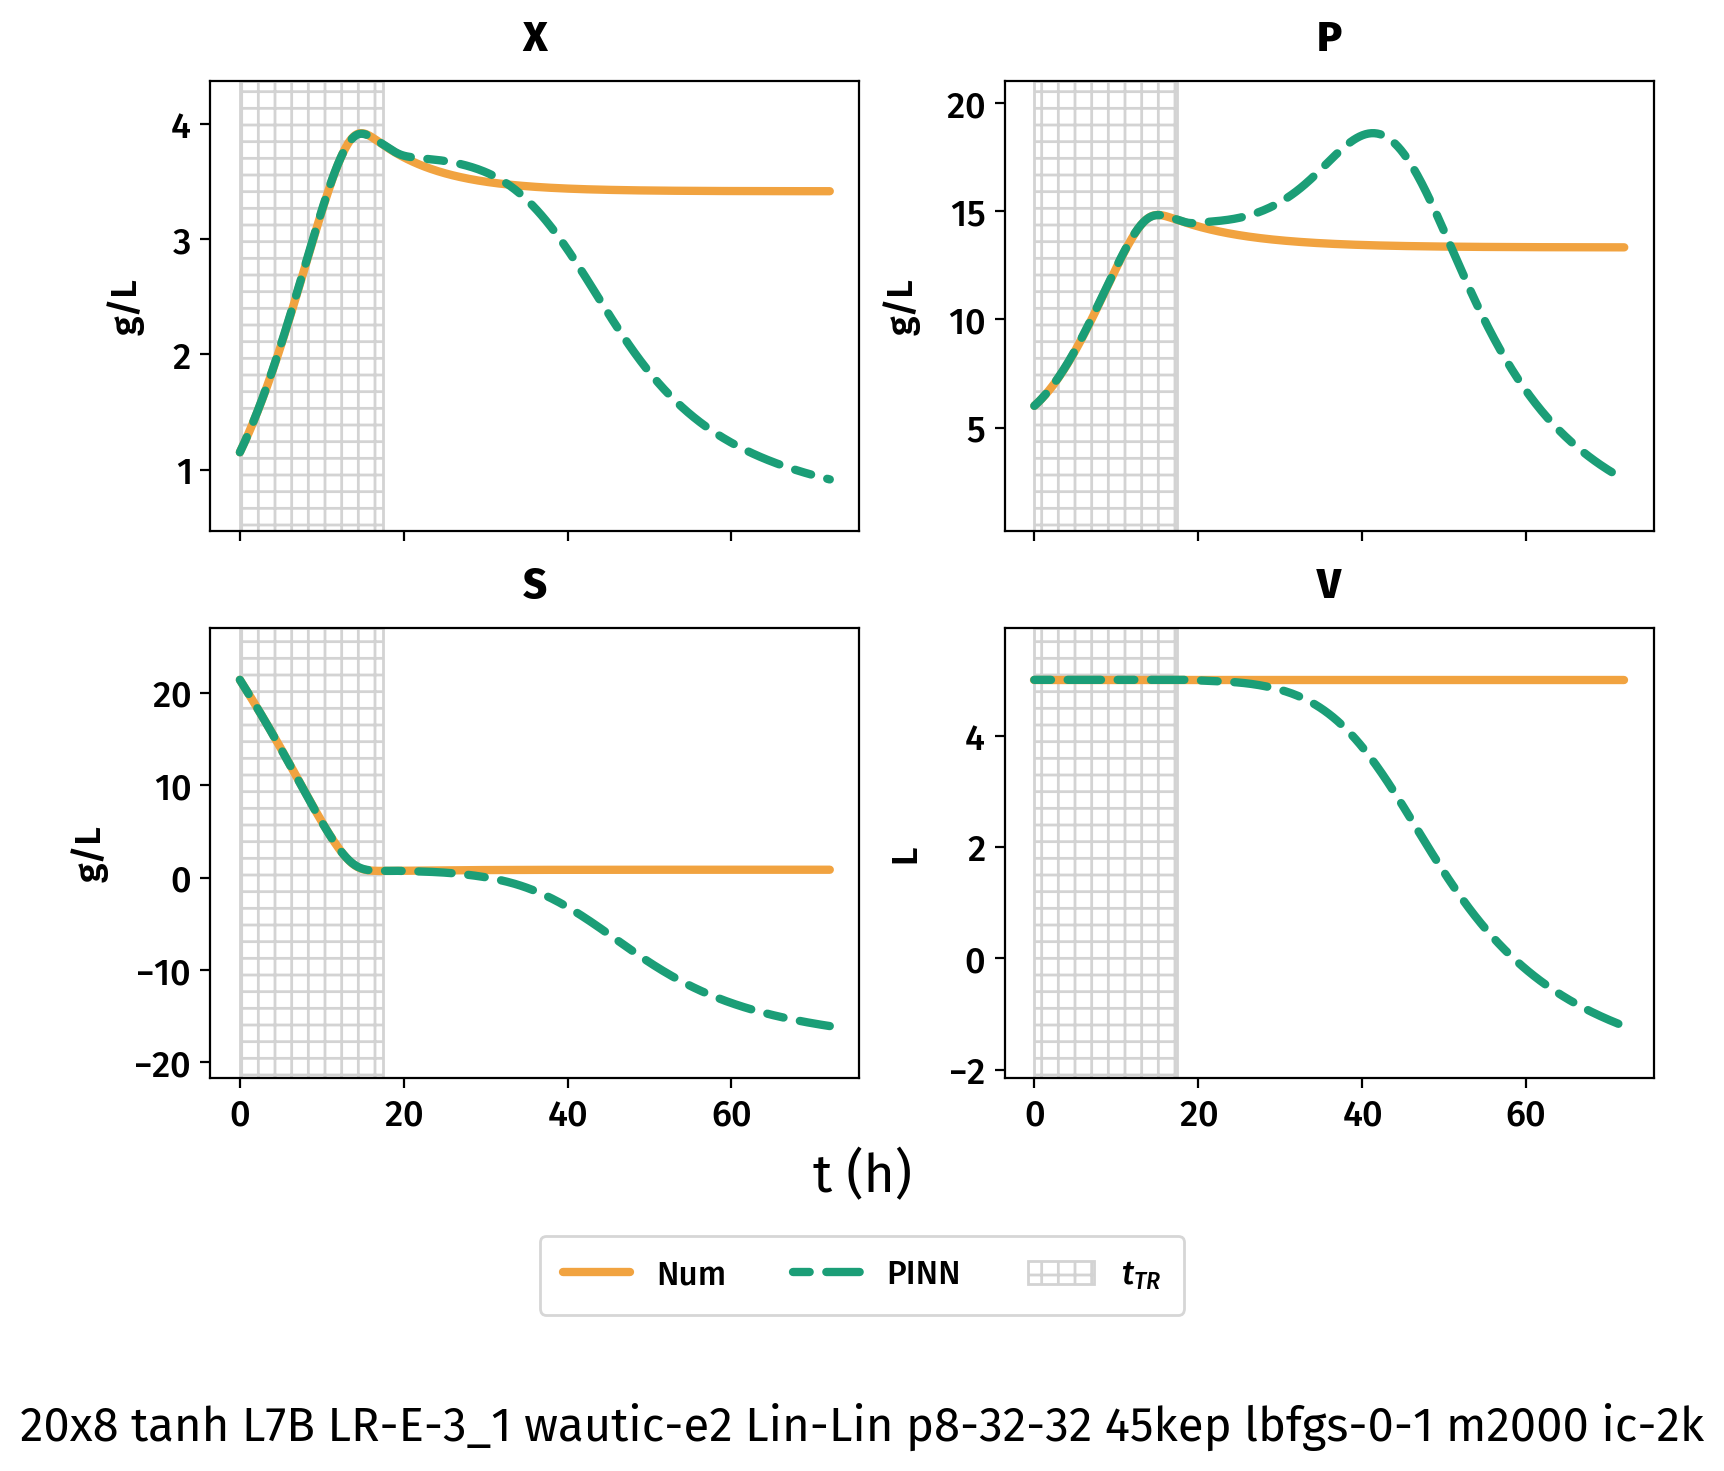 X
P
4
3
2
1
g/L
20
15
10
5
g/L
S
V
20
10
0
−10
−20
g/L
4
2
0
−2
L
0 20 40 60
0 20 40 60
t (h)
Num PINN t_TR
20x8 tanh L7B LR-E-3_1 wautic-e2 Lin-Lin p8-32-32 45kep lbfgs-0-1 m2000 ic-2k